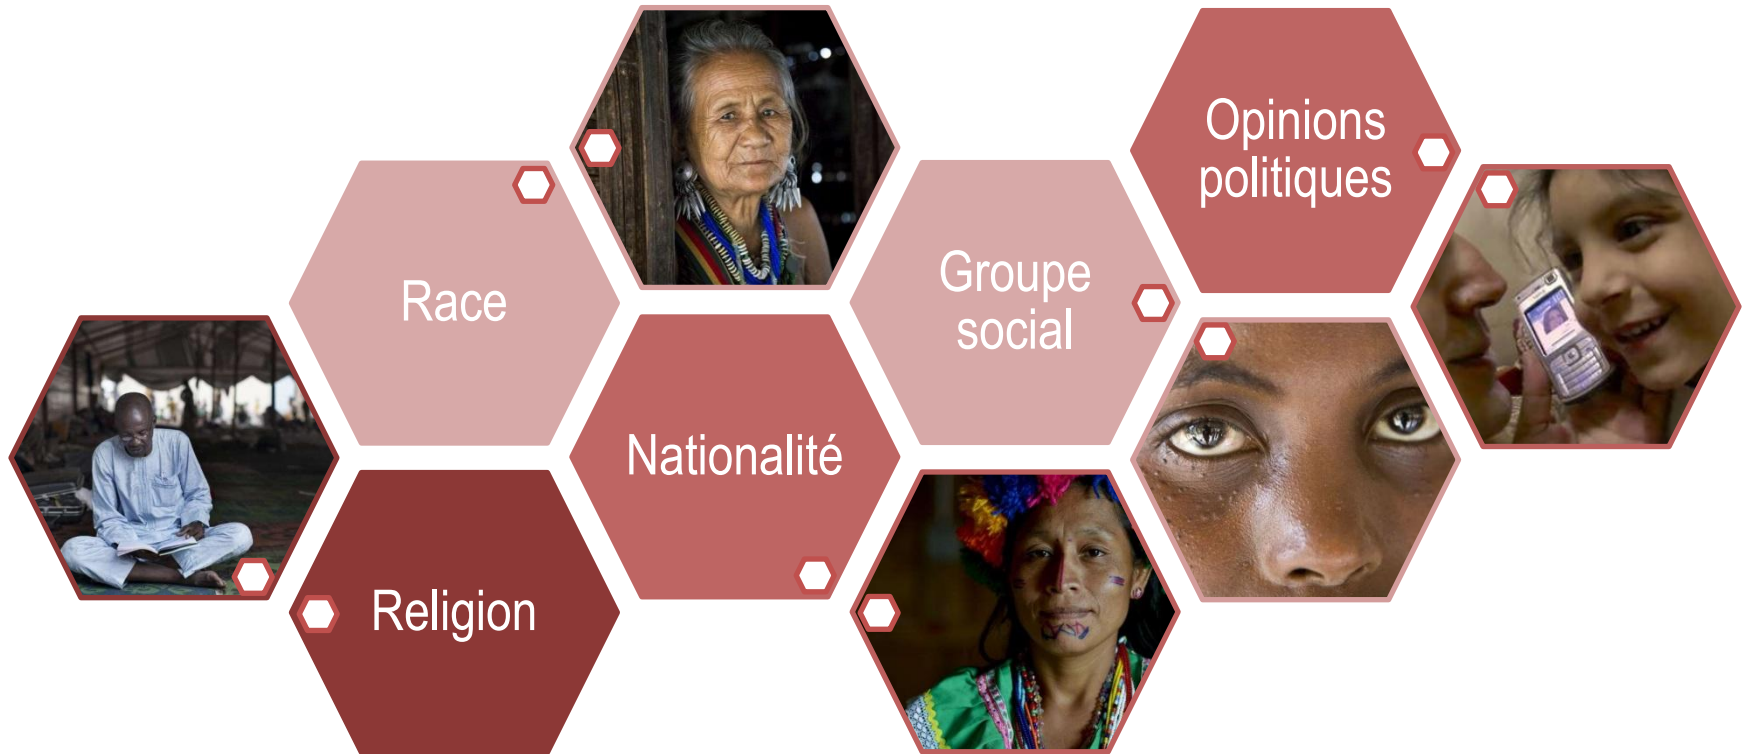 Race
Religion
Nationalité
Groupe
social
Opinions
politiques